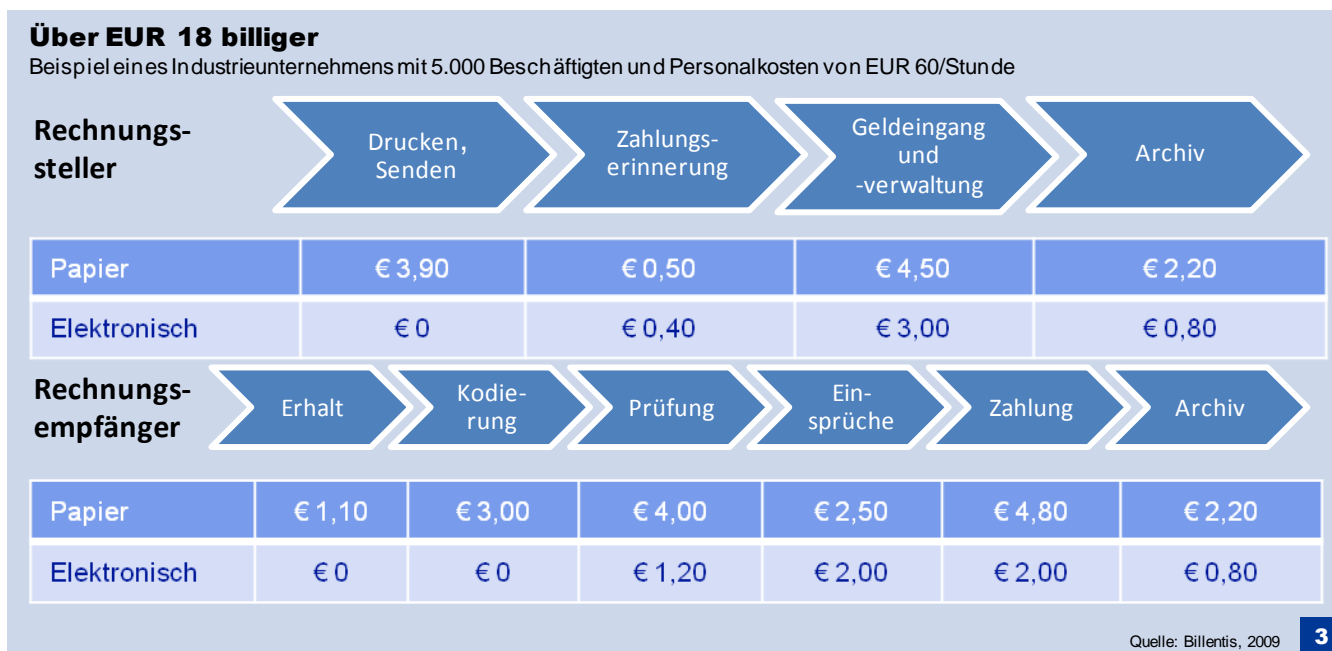 Über EUR 18 billiger
Beispiel eines Industrieunternehmens mit 5.000 Beschäftigten und Personalkosten von EUR 60/Stunde
Rechnungs-
steller
Drucken,
Senden
Zahlungs-
erinnerung
Geldeingang
und
-verwaltung
Archiv
Papier € 3,90 € 0,50 € 4,50 € 2,20
Elektronisch € 0 € 0,40 € 3,00 € 0,80
Rechnungs-
empfänger
Erhalt
Kodie-
rung
Prüfung
Ein-
sprüche
Zahlung
Archiv
Papier € 1,10 € 3,00 € 4,00 € 2,50 € 4,80 € 2,20
Elektronisch € 0 € 0 € 1,20 € 2,00 € 2,00 € 0,80
Quelle: Billentis, 2009 3